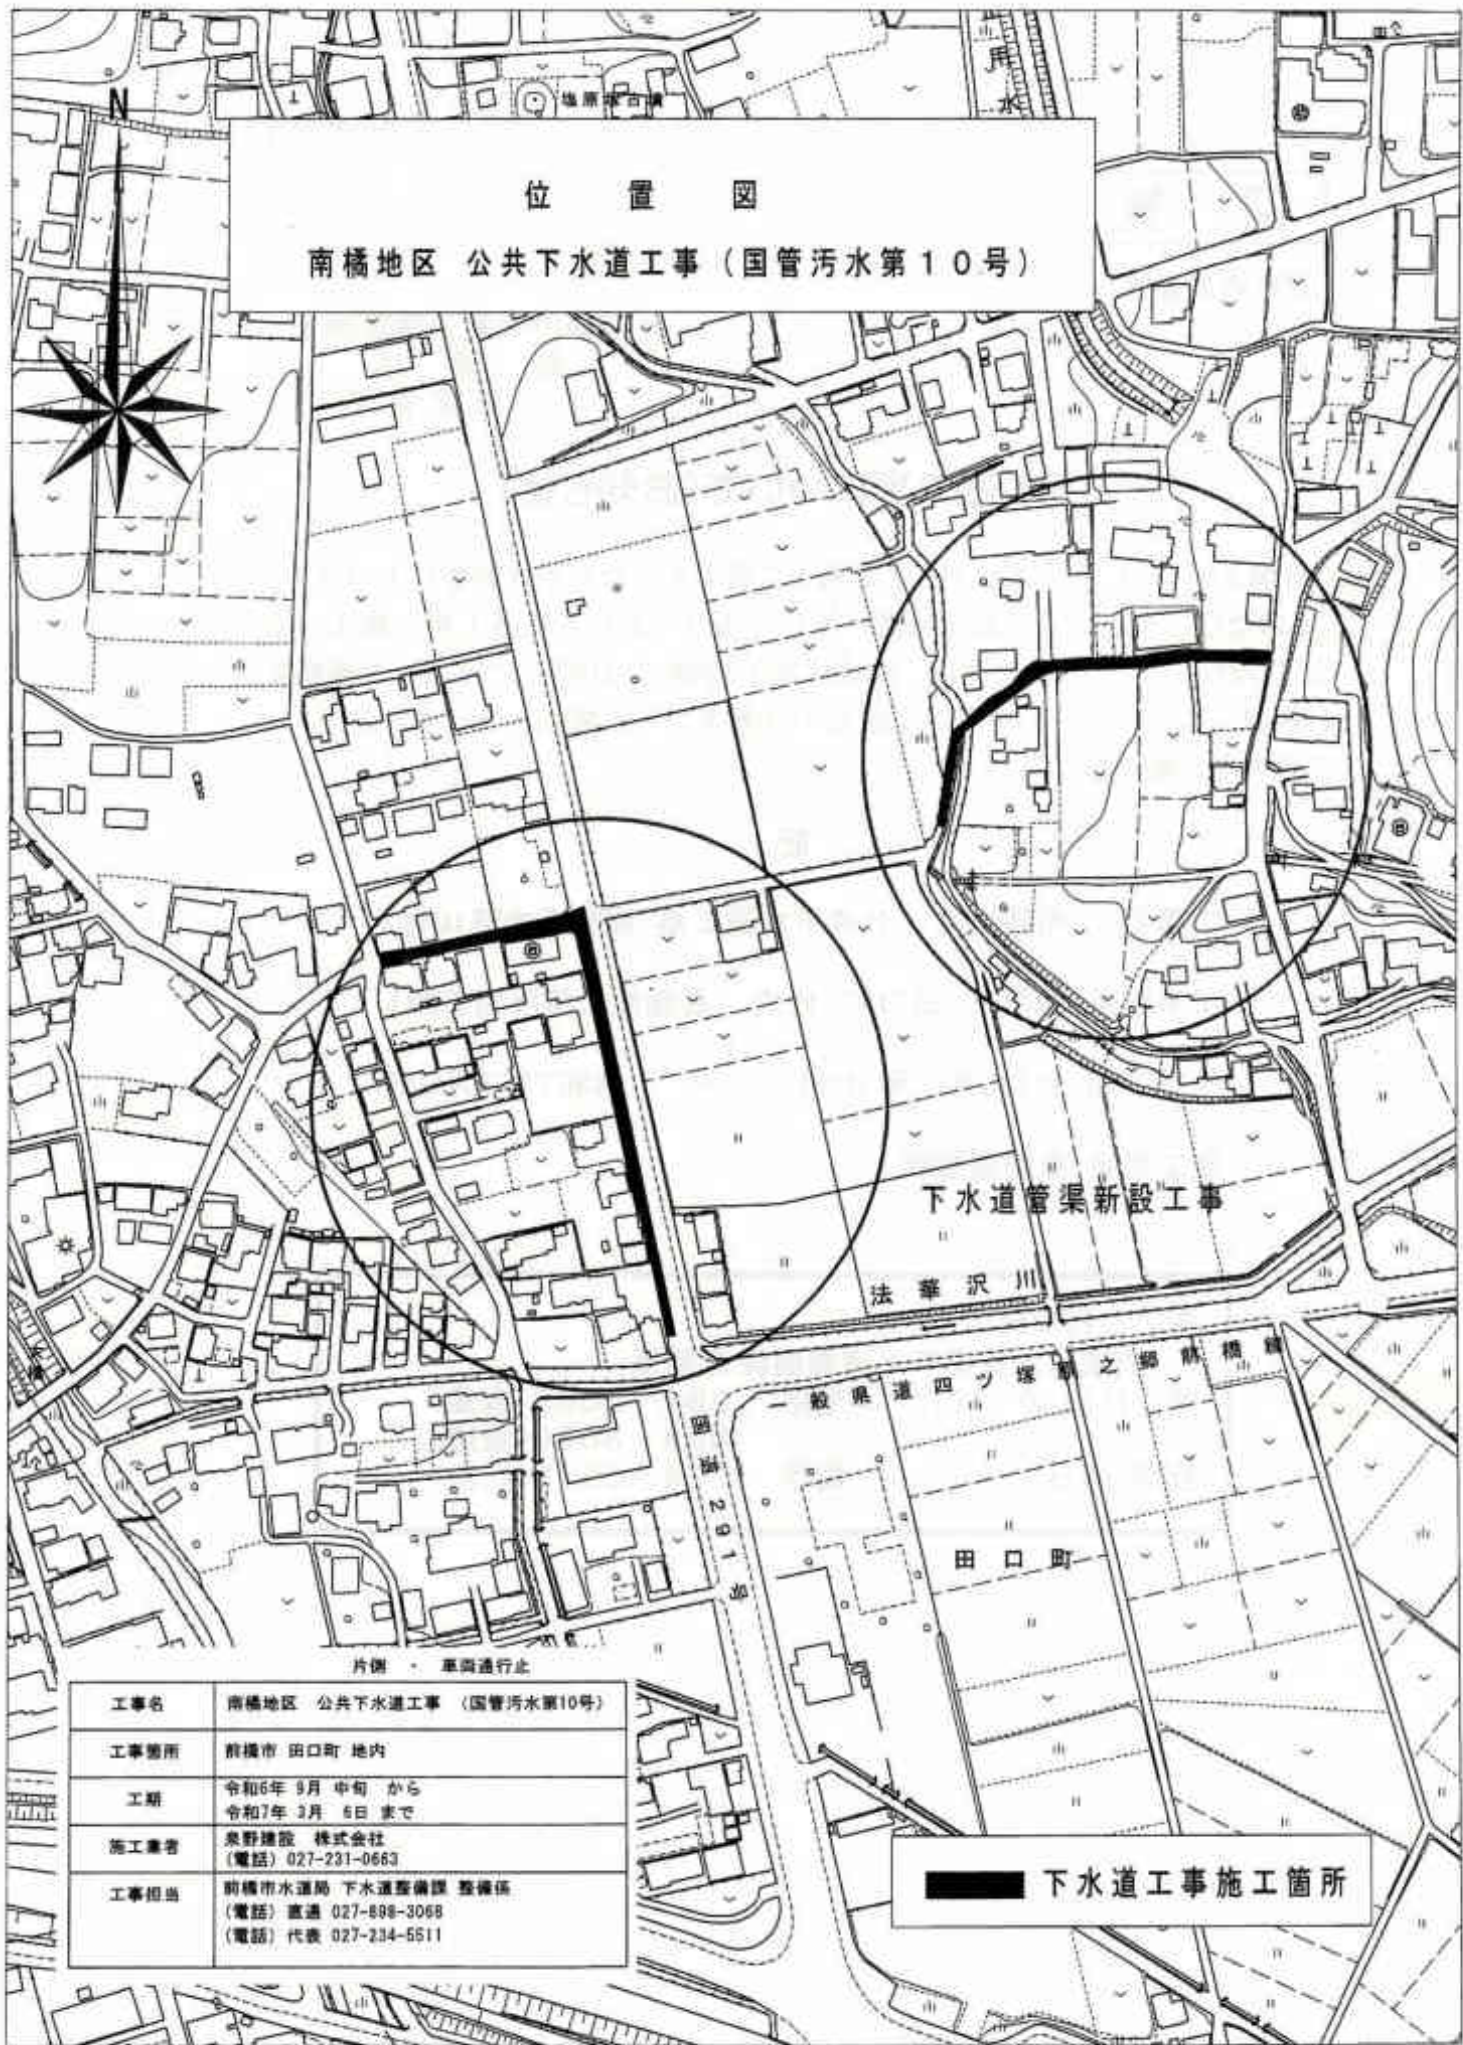 N
塩原塚古墳
用水
位 置 図
南橘地区 公共下水道工事（国管汚水第１０号）
下水道管渠新設工事
法華沢川
一般県道四ツ塚原之郷前橋線
国道２９１号
田口町
片側 ・ 車両通行止
工事名 南橘地区 公共下水道工事 （国管汚水第10号）
工事箇所 前橋市 田口町 地内
工期 令和6年 9月 中旬 から
令和7年 3月 6日 まで
施工業者 泉野建設 株式会社
(電話) 027-231-0663
工事担当 前橋市水道局 下水道整備課 整備係
(電話) 直通 027-898-3068
(電話) 代表 027-234-5511
下水道工事施工箇所